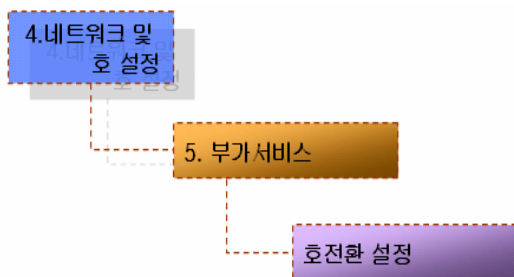 4.네트워크 및
호 설정
5. 부가서비스
호전환 설정